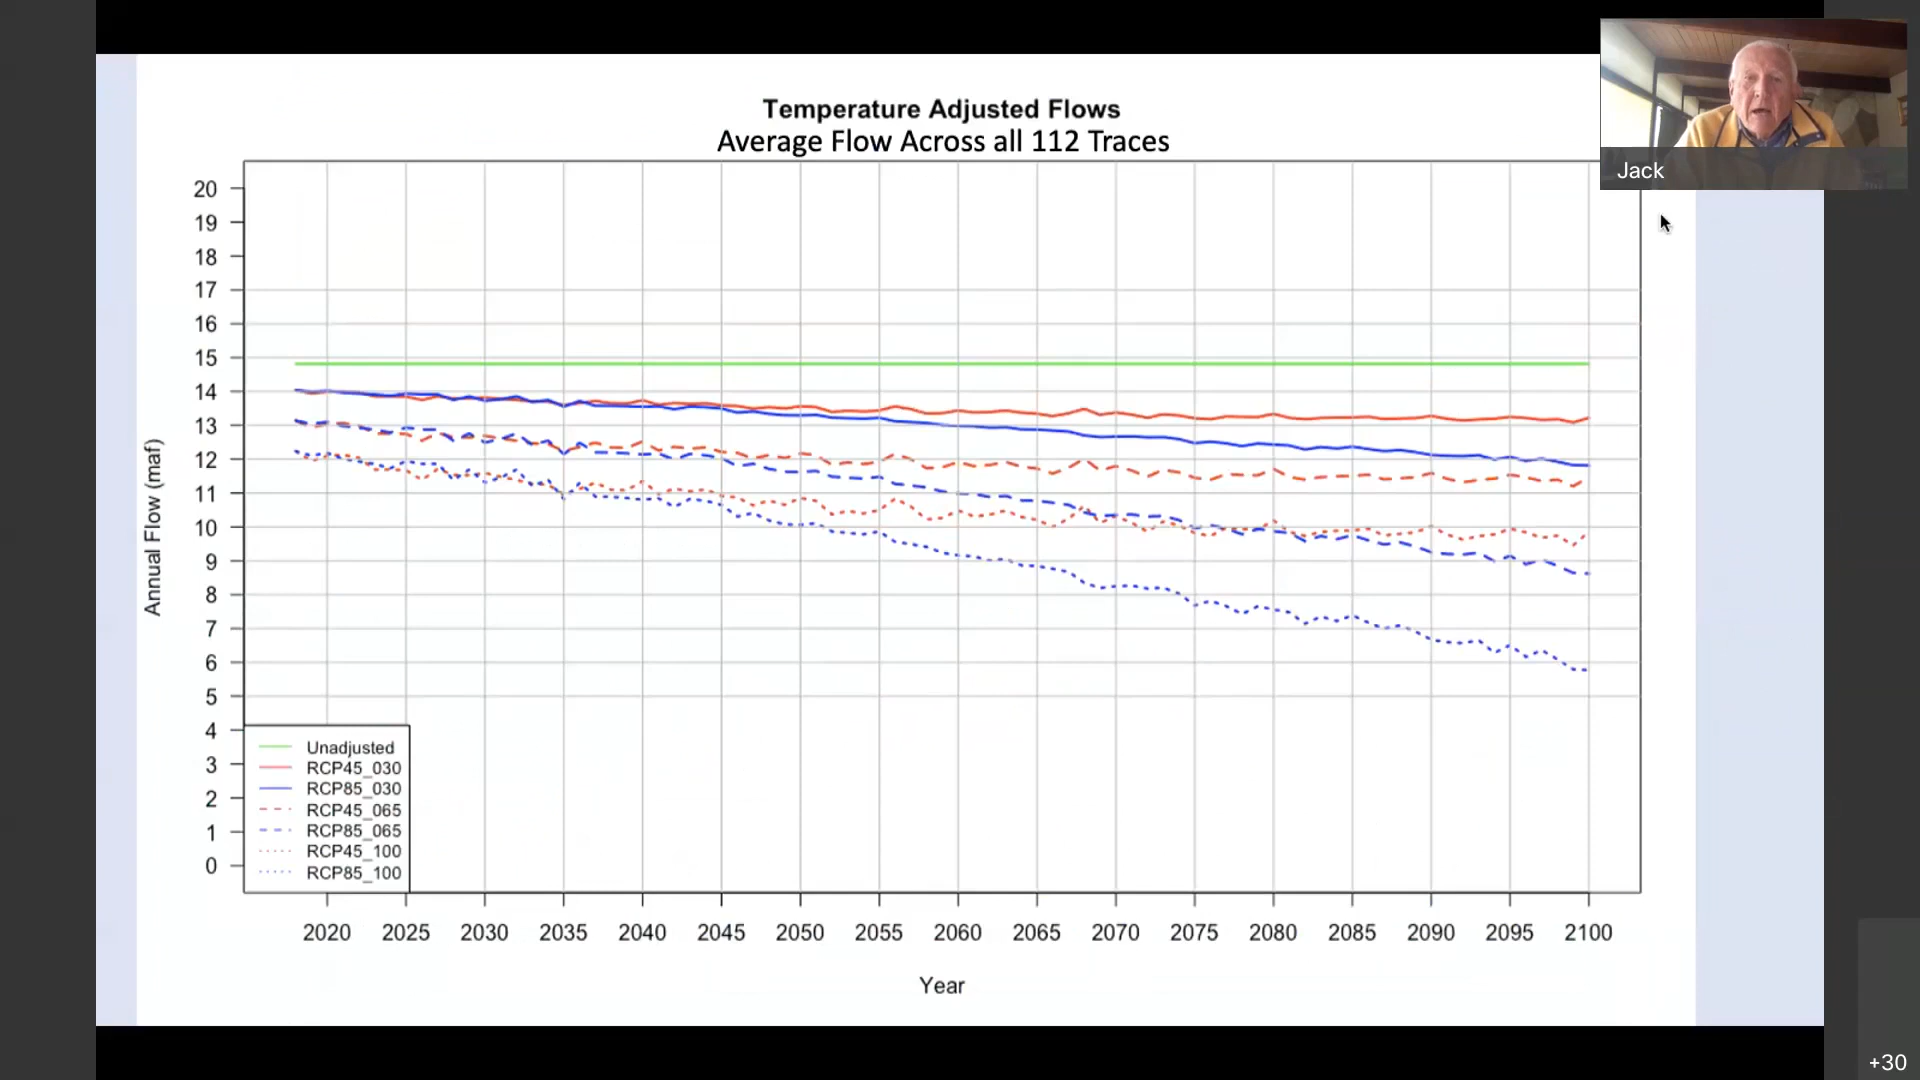 Temperature Adjusted Flows
Average Flow Across all 112 Traces
Jack
Annual Flow (maf)
20
19
18
17
16
15
14
13
12
11
10
9
8
7
6
5
4
3
2
1
0
Unadjusted
RCP45_030
RCP85_030
RCP45_065
RCP85_065
RCP45_100
RCP85_100
2020 2025 2030 2035 2040 2045 2050 2055 2060 2065 2070 2075 2080 2085 2090 2095 2100
Year
+30